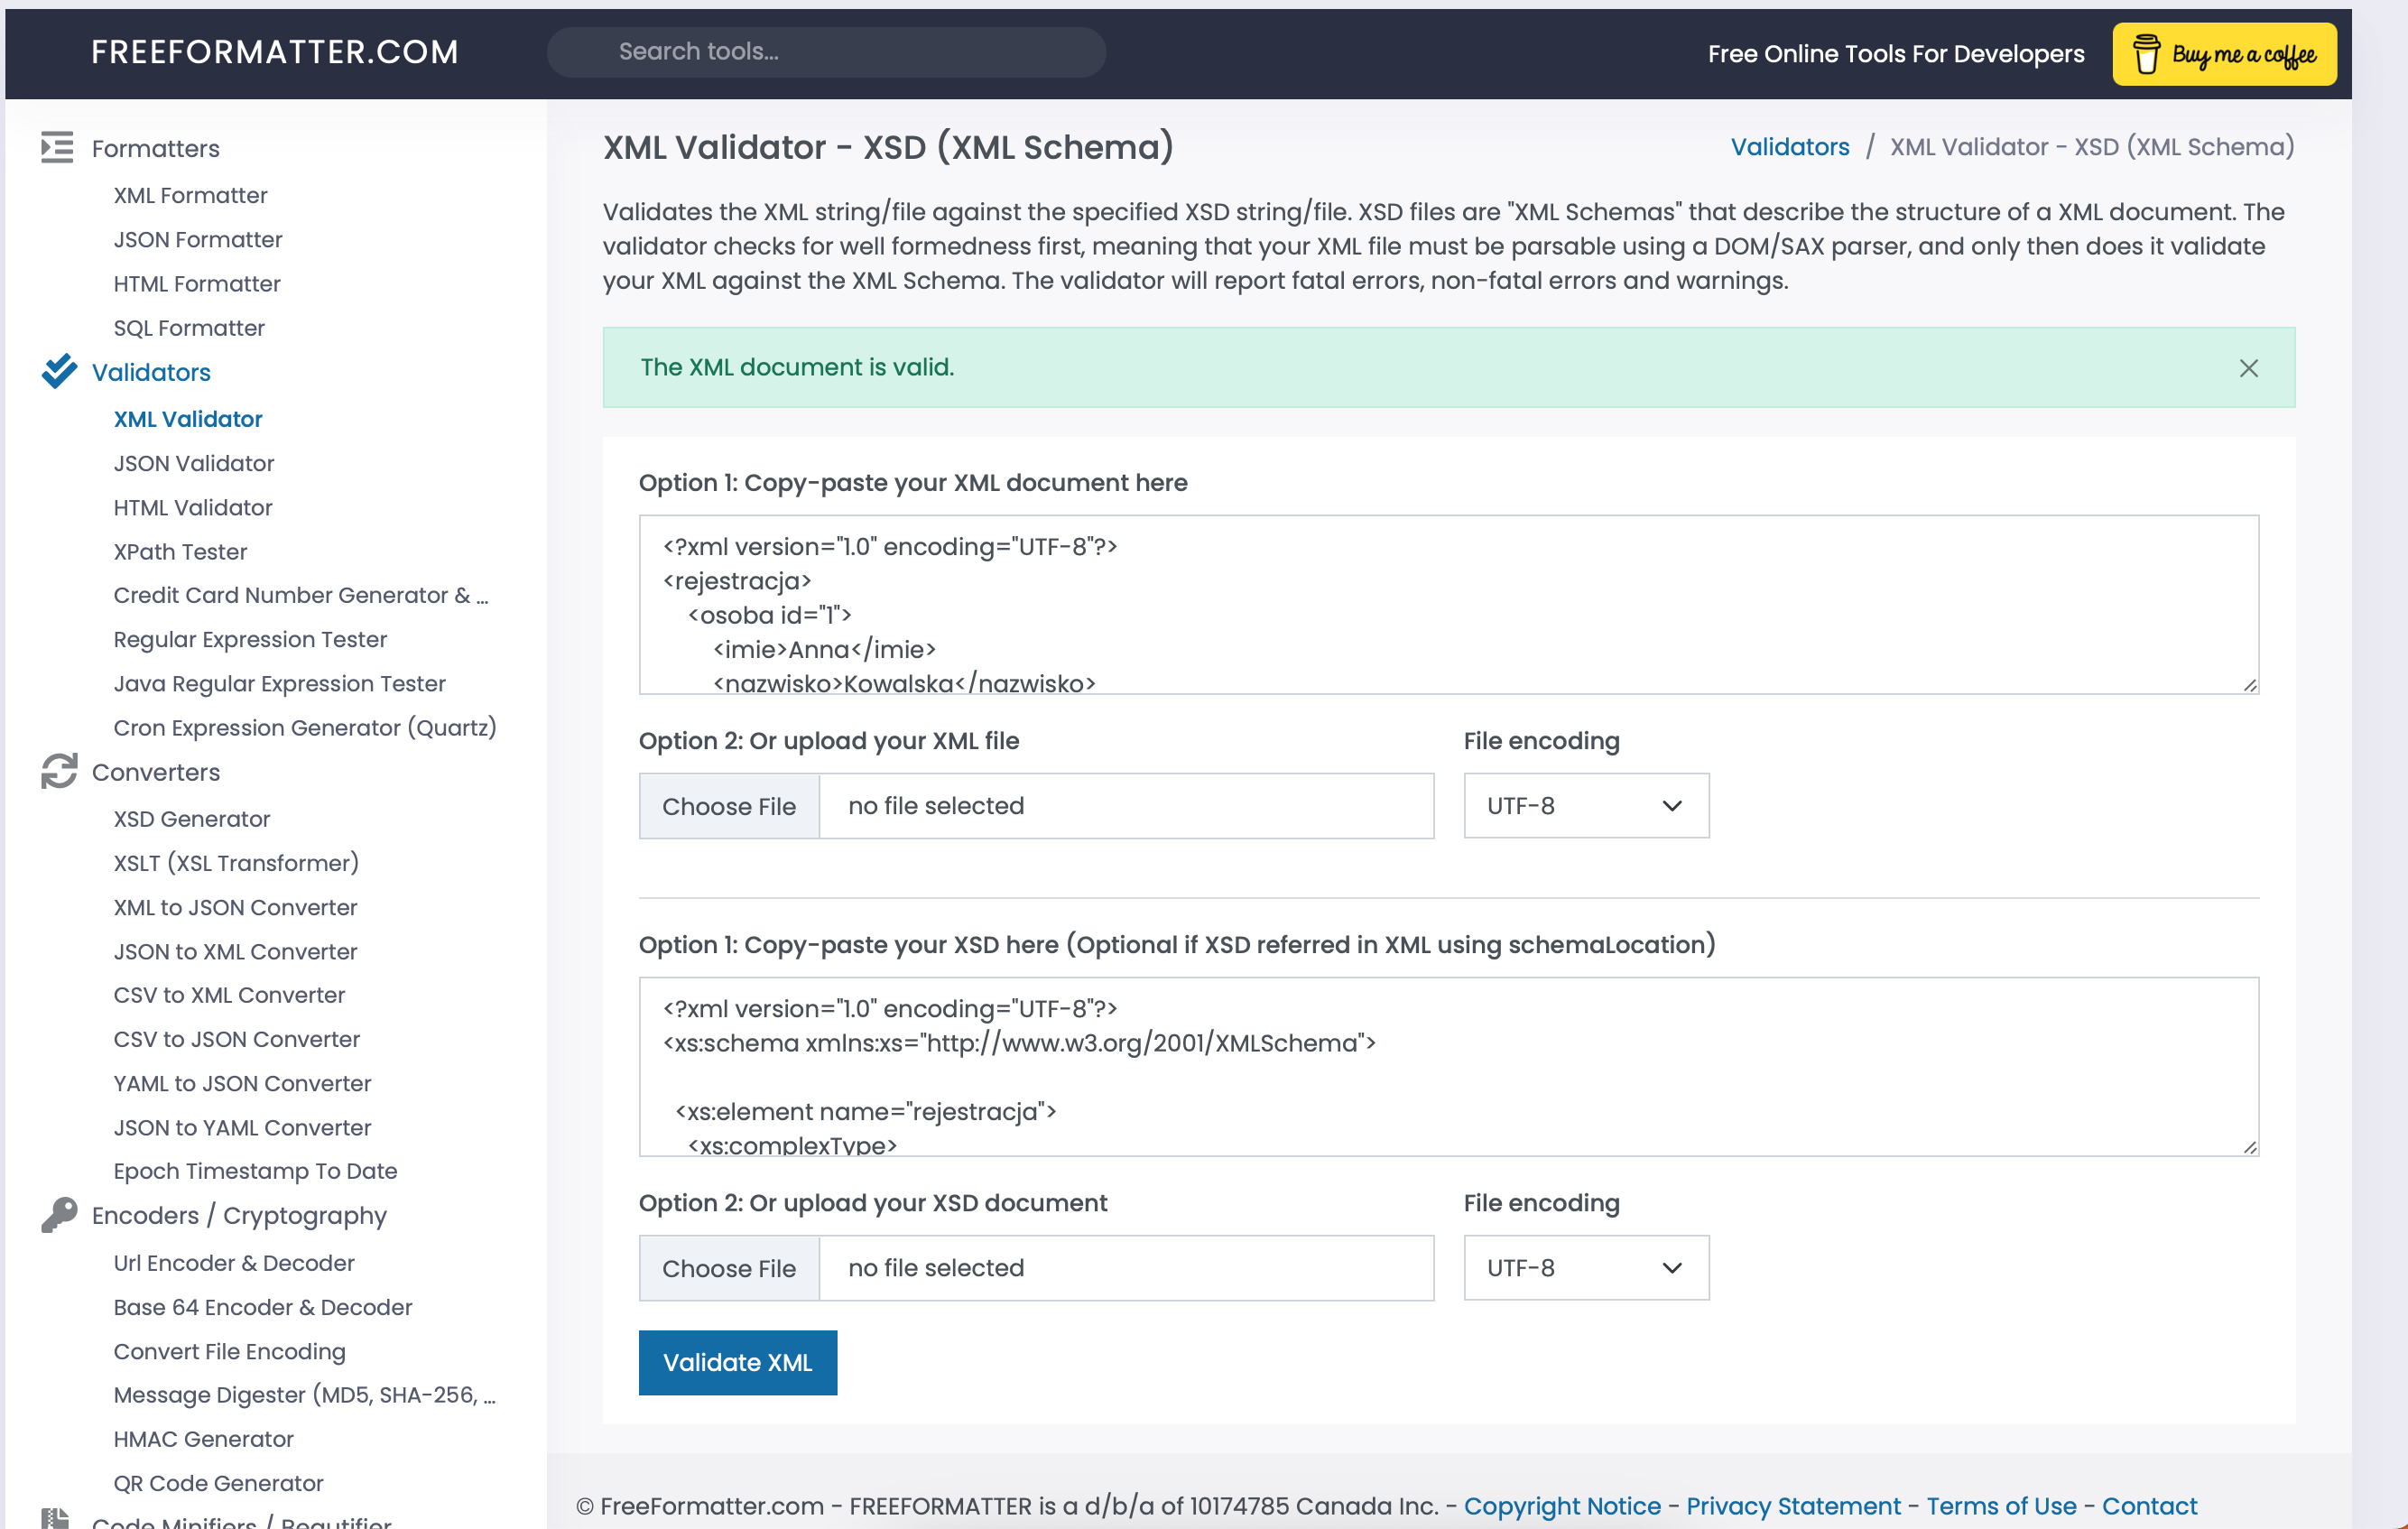 FREEFORMATTER.COM
Search tools...
Free Online Tools For Developers
Buy me a coffee
Formatters
XML Formatter
JSON Formatter
HTML Formatter
SQL Formatter
Validators
XML Validator
JSON Validator
HTML Validator
XPath Tester
Credit Card Number Generator & ...
Regular Expression Tester
Java Regular Expression Tester
Cron Expression Generator (Quartz)
Converters
XSD Generator
XSLT (XSL Transformer)
XML to JSON Converter
JSON to XML Converter
CSV to XML Converter
CSV to JSON Converter
YAML to JSON Converter
JSON to YAML Converter
Epoch Timestamp To Date
Encoders / Cryptography
Url Encoder & Decoder
Base 64 Encoder & Decoder
Convert File Encoding
Message Digester (MD5, SHA-256, ...
HMAC Generator
QR Code Generator
Code Minifiers / Beautifier
XML Validator - XSD (XML Schema)
Validators / XML Validator - XSD (XML Schema)
Validates the XML string/file against the specified XSD string/file. XSD files are "XML Schemas" that describe the structure of a XML document. The
validator checks for well formedness first, meaning that your XML file must be parsable using a DOM/SAX parser, and only then does it validate
your XML against the XML Schema. The validator will report fatal errors, non-fatal errors and warnings.
The XML document is valid.
Option 1: Copy-paste your XML document here
<?xml version="1.0" encoding="UTF-8"?>
<rejestracja>
<osoba id="1">
<imie>Anna</imie>
<nazwisko>Kowalska</nazwisko>
Option 2: Or upload your XML file
File encoding
Choose File no file selected
UTF-8
Option 1: Copy-paste your XSD here (Optional if XSD referred in XML using schemaLocation)
<?xml version="1.0" encoding="UTF-8"?>
<xs:schema xmlns:xs="http://www.w3.org/2001/XMLSchema">
<xs:element name="rejestracja">
<xs:complexType>
Option 2: Or upload your XSD document
File encoding
Choose File no file selected
UTF-8
Validate XML
© FreeFormatter.com - FREEFORMATTER is a d/b/a of 10174785 Canada Inc. - Copyright Notice - Privacy Statement - Terms of Use - Contact